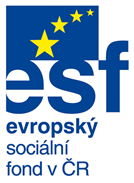 esf
evropský
sociální
fond v ČR